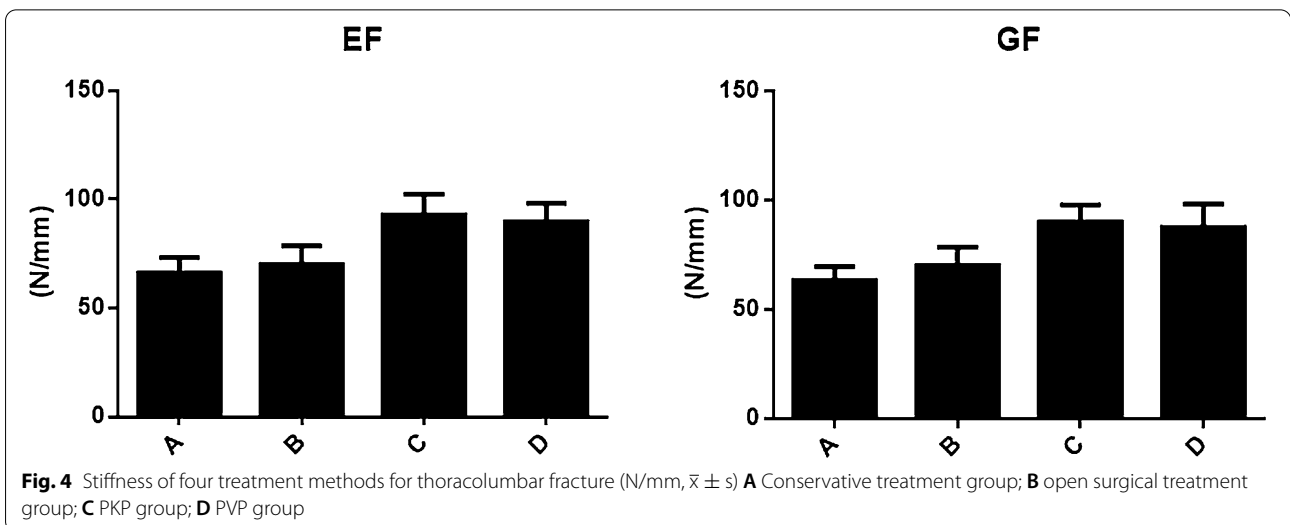 EF
150
100
50
0
(N/mm)
A
B
C
D
GF
150
100
50
0
(N/mm)
A
B
C
D
Fig. 4 Stiffness of four treatment methods for thoracolumbar fracture (N/mm, x̅ ± s) A Conservative treatment group; B open surgical treatment
group; C PKP group; D PVP group